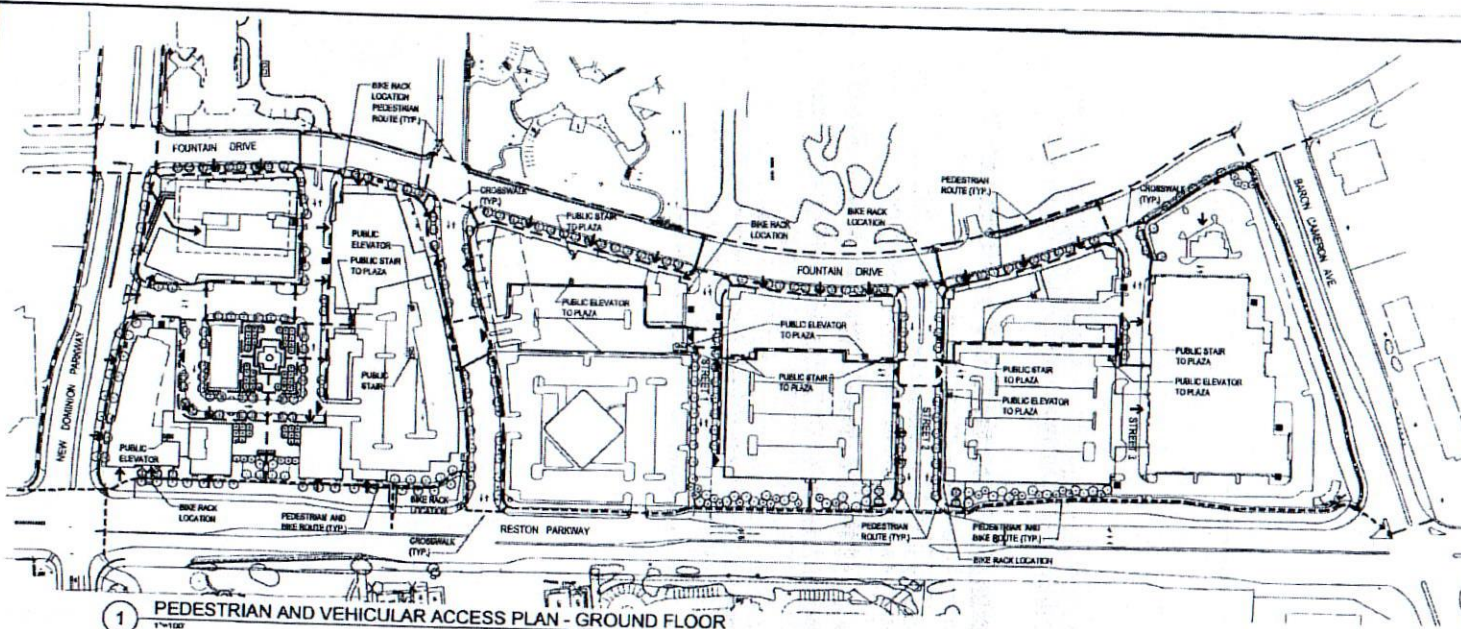 BIKE RACK
LOCATION
PEDESTRIAN
ROUTE (TYP.)
FOUNTAIN DRIVE
CROSSWALK
(TYP.)
PUBLIC STAIR
TO PLAZA
BIKE RACK
LOCATION
BIKE RACK
LOCATION
PEDESTRIAN
ROUTE (TYP.)
CROSSWALK
(TYP.)
BARON CAMERON AVE
PUBLIC
ELEVATOR
PUBLIC STAIR
TO PLAZA
FOUNTAIN DRIVE
PUBLIC ELEVATOR
TO PLAZA
PUBLIC ELEVATOR
TO PLAZA
NEW DOMINION PARKWAY
PUBLIC
STAIR
STREET
PUBLIC STAIR
TO PLAZA
PUBLIC STAIR
TO PLAZA
PUBLIC STAIR
TO PLAZA
PUBLIC ELEVATOR
TO PLAZA
PUBLIC ELEVATOR
TO PLAZA
STREET
STREET
PUBLIC
ELEVATOR
BIKE RACK
LOCATION
PEDESTRIAN AND
BIKE ROUTE (TYP.)
BIKE RACK
LOCATION
CROSSWALK
(TYP.)
RESTON PARKWAY
PEDESTRIAN
ROUTE (TYP.)
PEDESTRIAN AND
BIKE ROUTE (TYP.)
BIKE RACK LOCATION
1 PEDESTRIAN AND VEHICULAR ACCESS PLAN - GROUND FLOOR
1"=100'